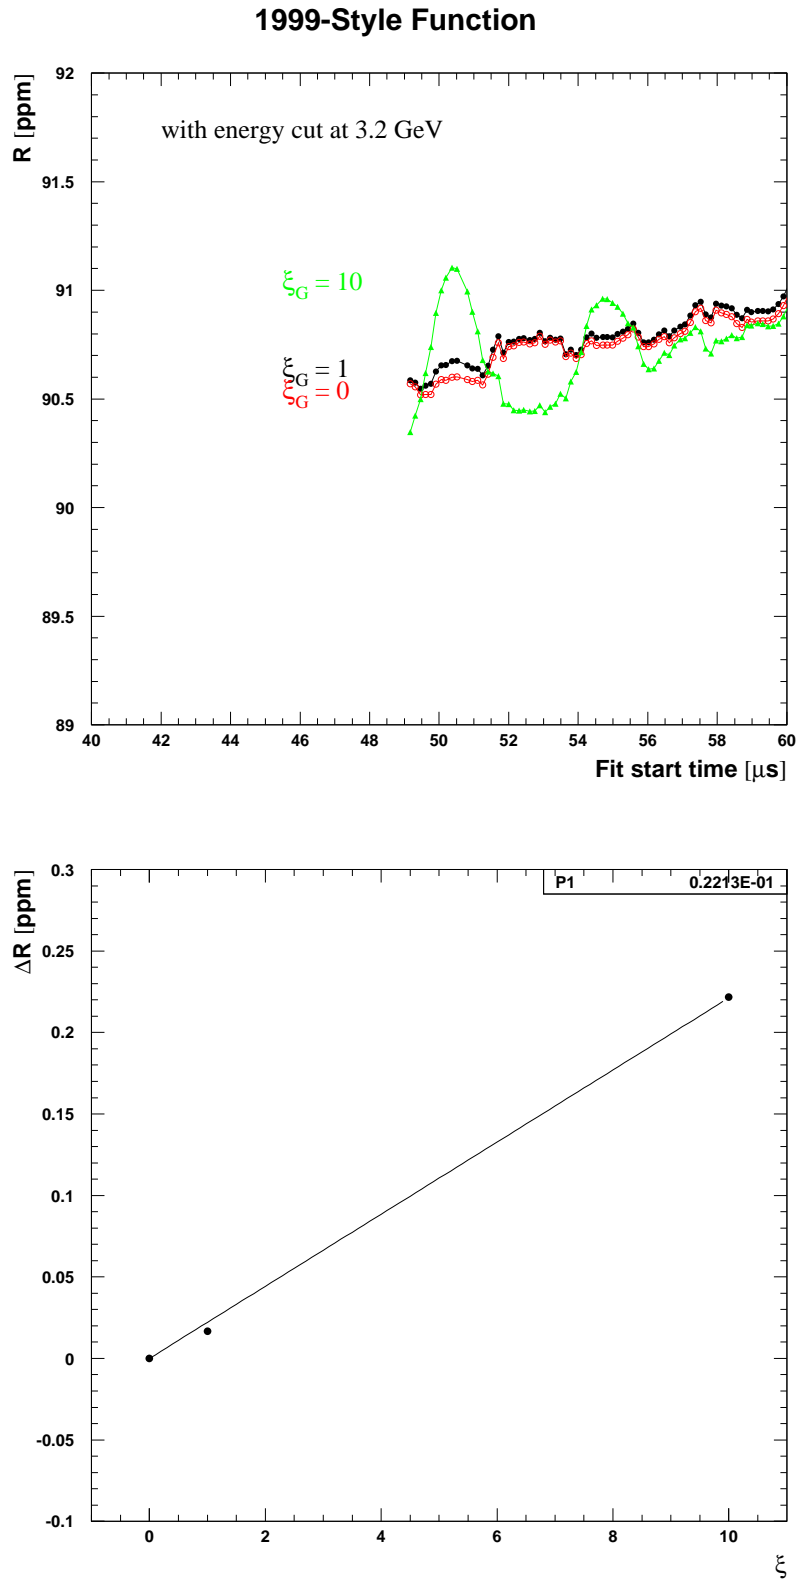 1999-Style Function
R [ppm]
92
with energy cut at 3.2 GeV
91.5
ξG = 10
91
ξG = 1
90.5
ξG = 0
90
89.5
89
40 42 44 46 48 50 52 54 56 58 60
Fit start time [μs]
ΔR [ppm]
0.3
P1 0.2213E-01
0.25
0.2
0.15
0.1
0.05
0
-0.05
-0.1
0 2 4 6 8 10
ξ